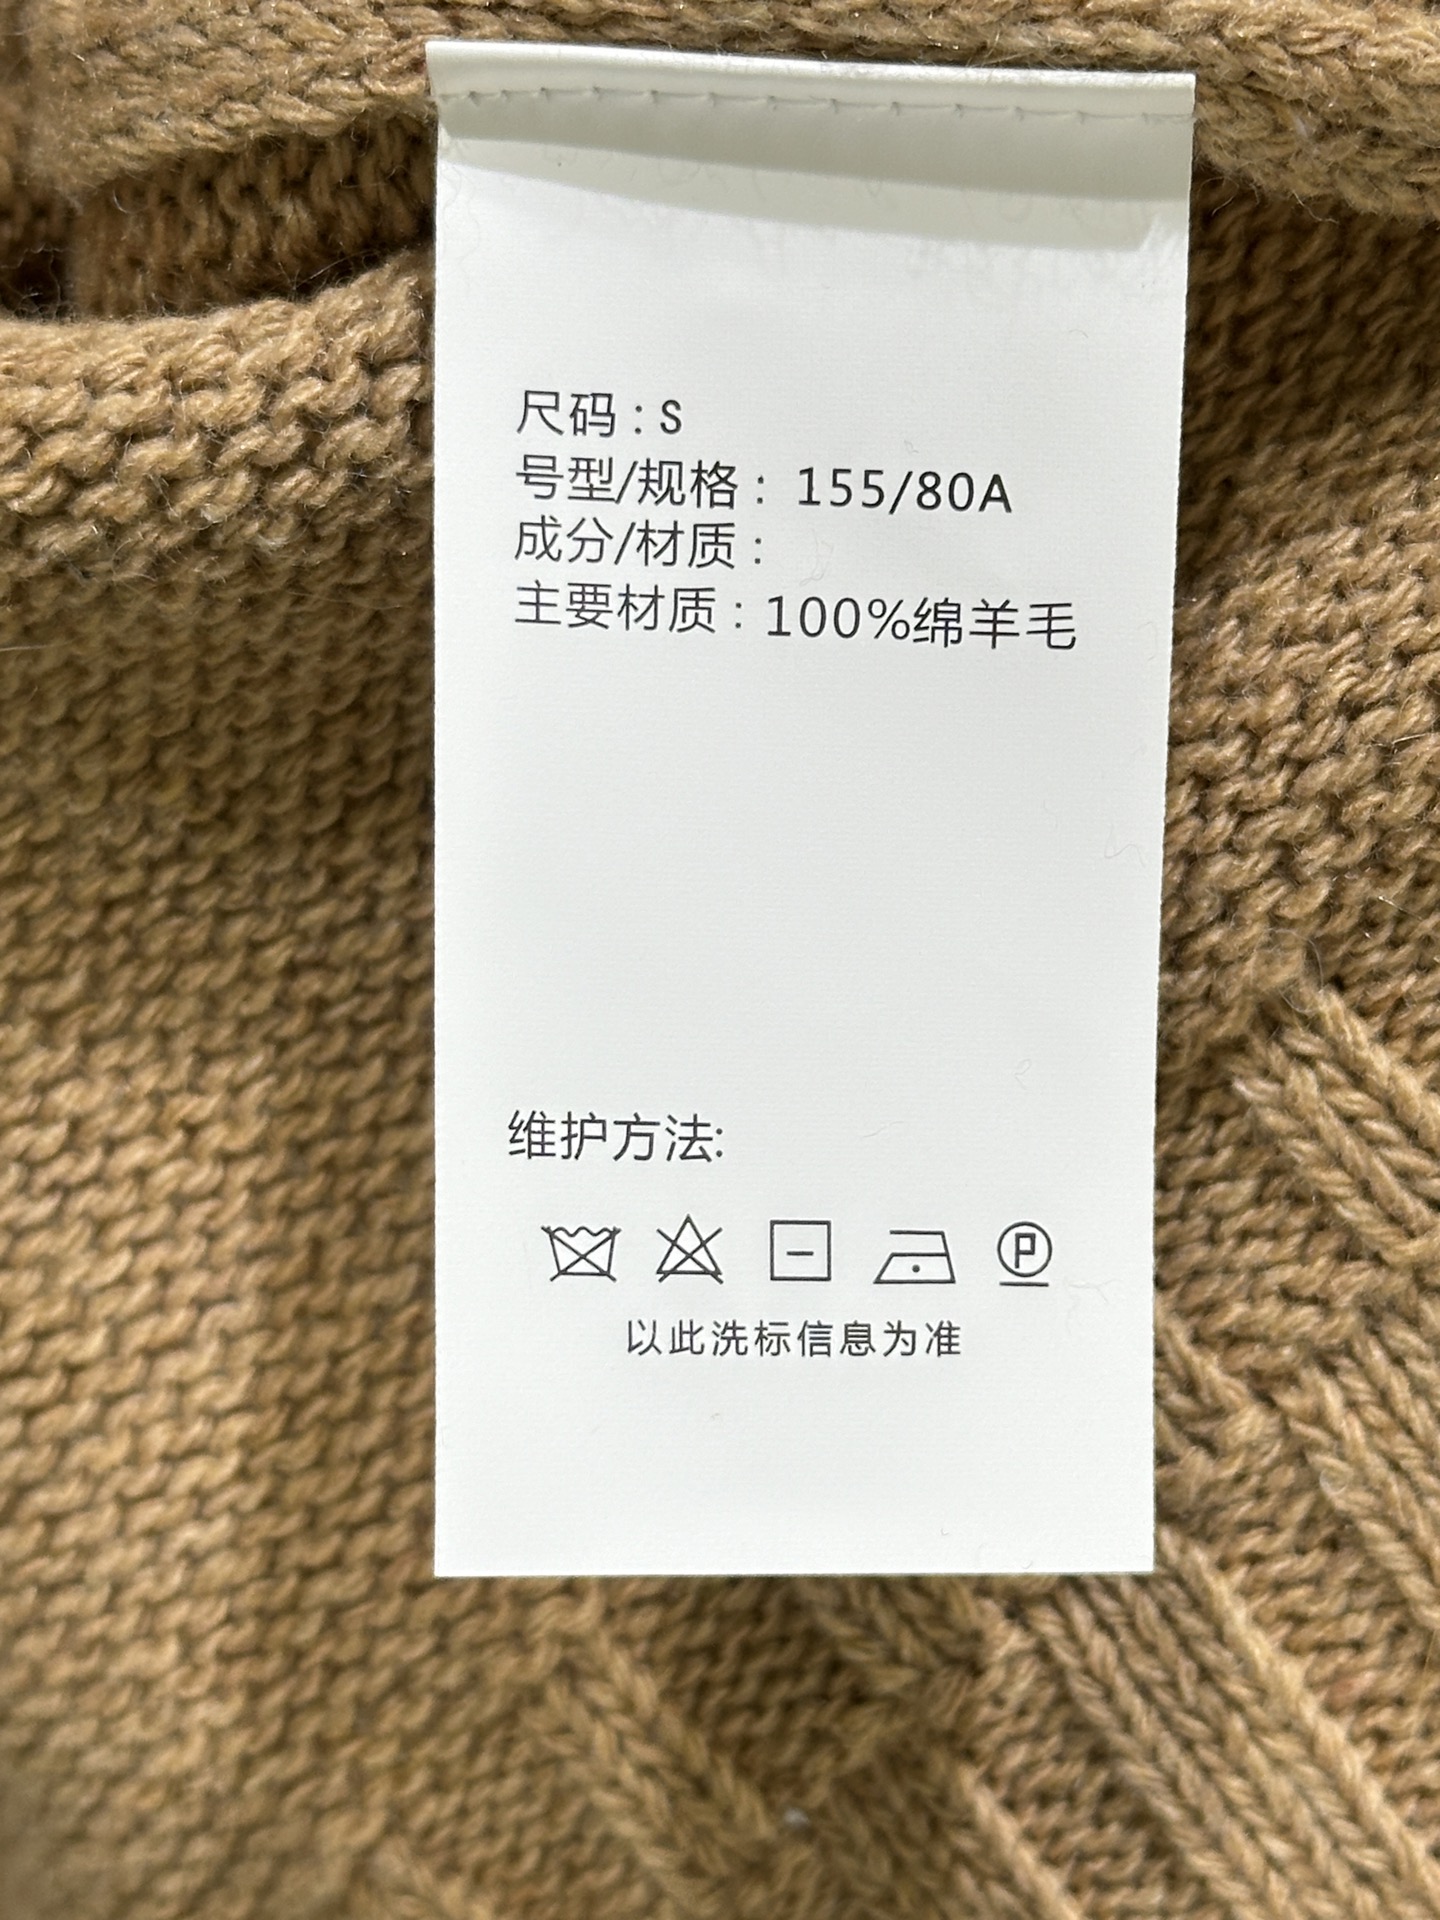 尺码：S
号型/规格：155/80A
成分/材质：
主要材质：100%绵羊毛
维护方法:
P
以此洗标信息为准